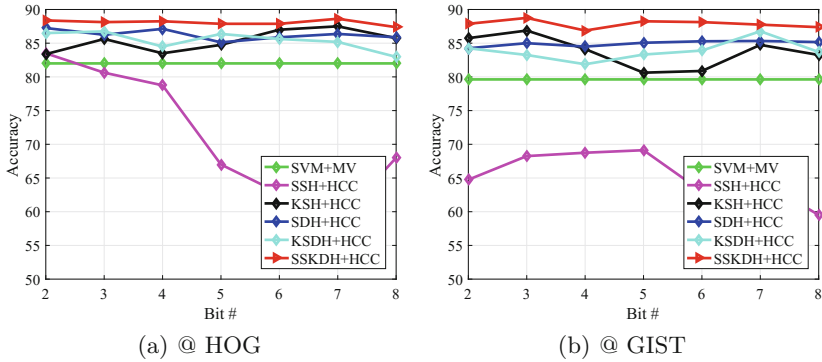 90
85
80
75
70
65
60
55
50
Accuracy
2 3 4 5 6 7 8
Bit #
SVM+MV
SSH+HCC
KSH+HCC
SDH+HCC
KSDH+HCC
SSKDH+HCC
(a) @ HOG
90
85
80
75
70
65
60
55
50
Accuracy
2 3 4 5 6 7 8
Bit #
SVM+MV
SSH+HCC
KSH+HCC
SDH+HCC
KSDH+HCC
SSKDH+HCC
(b) @ GIST